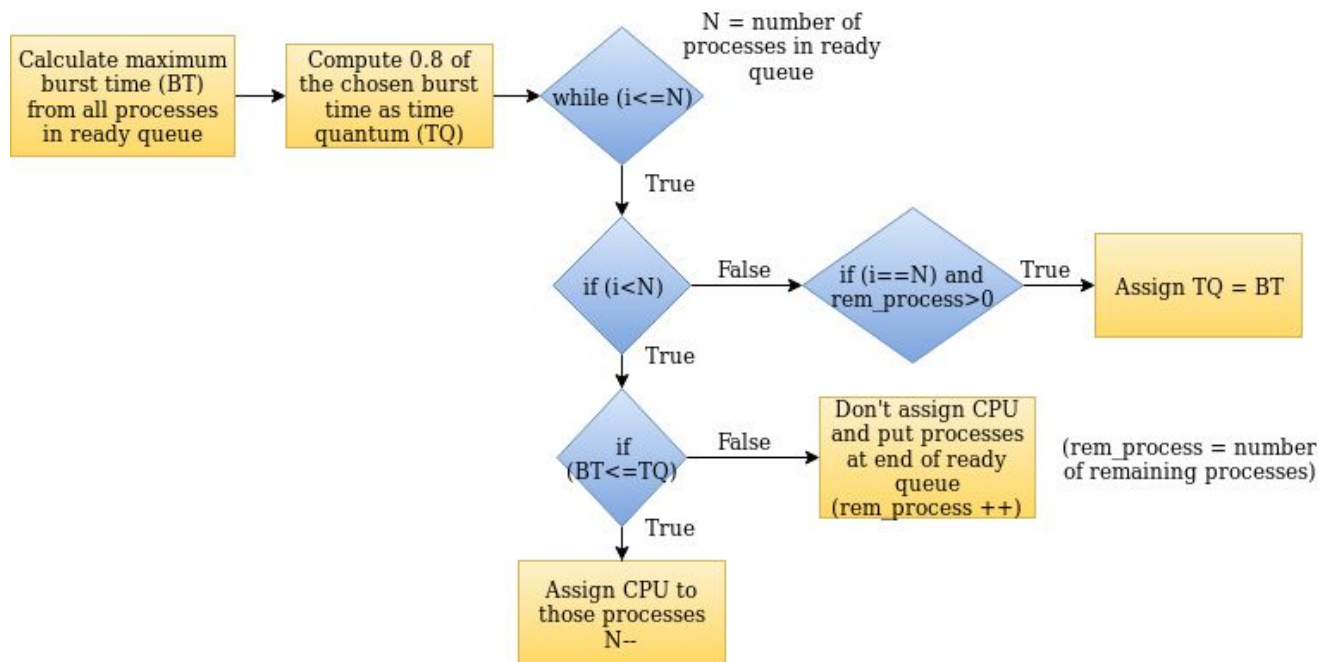 Calculate maximum
burst time (BT)
from all processes
in ready queue
Compute 0.8 of
the chosen burst
time as time
quantum (TQ)
while (i<=N)
N = number of
processes in ready
queue
True
if (i<N)
False
if (i==N) and
rem_process>0
True
Assign TQ = BT
True
if
(BT<=TQ)
False
Don't assign CPU
and put processes
at end of ready
queue
(rem_process ++)
(rem_process = number
of remaining processes)
True
Assign CPU to
those processes
N--